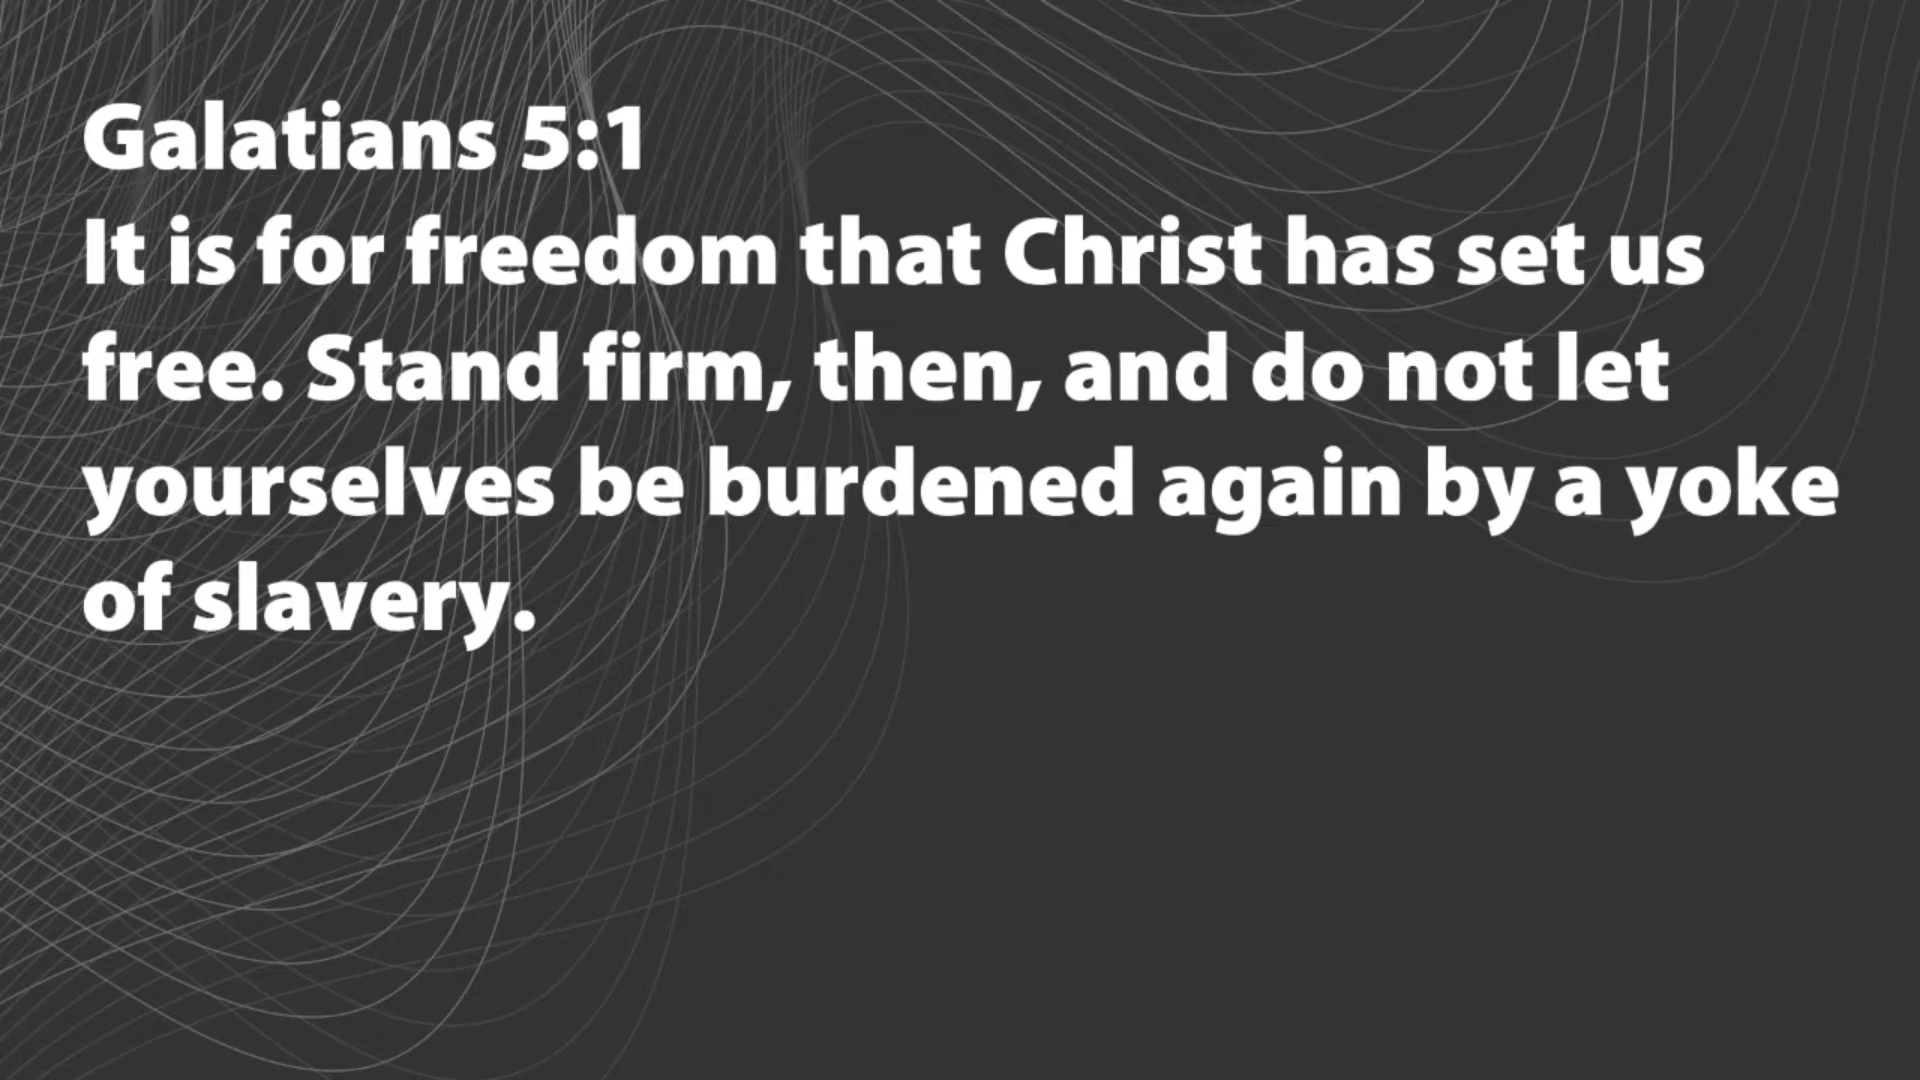 Galatians 5:1
It is for freedom that Christ has set us
free. Stand firm, then, and do not let
yourselves be burdened again by a yoke
of slavery.